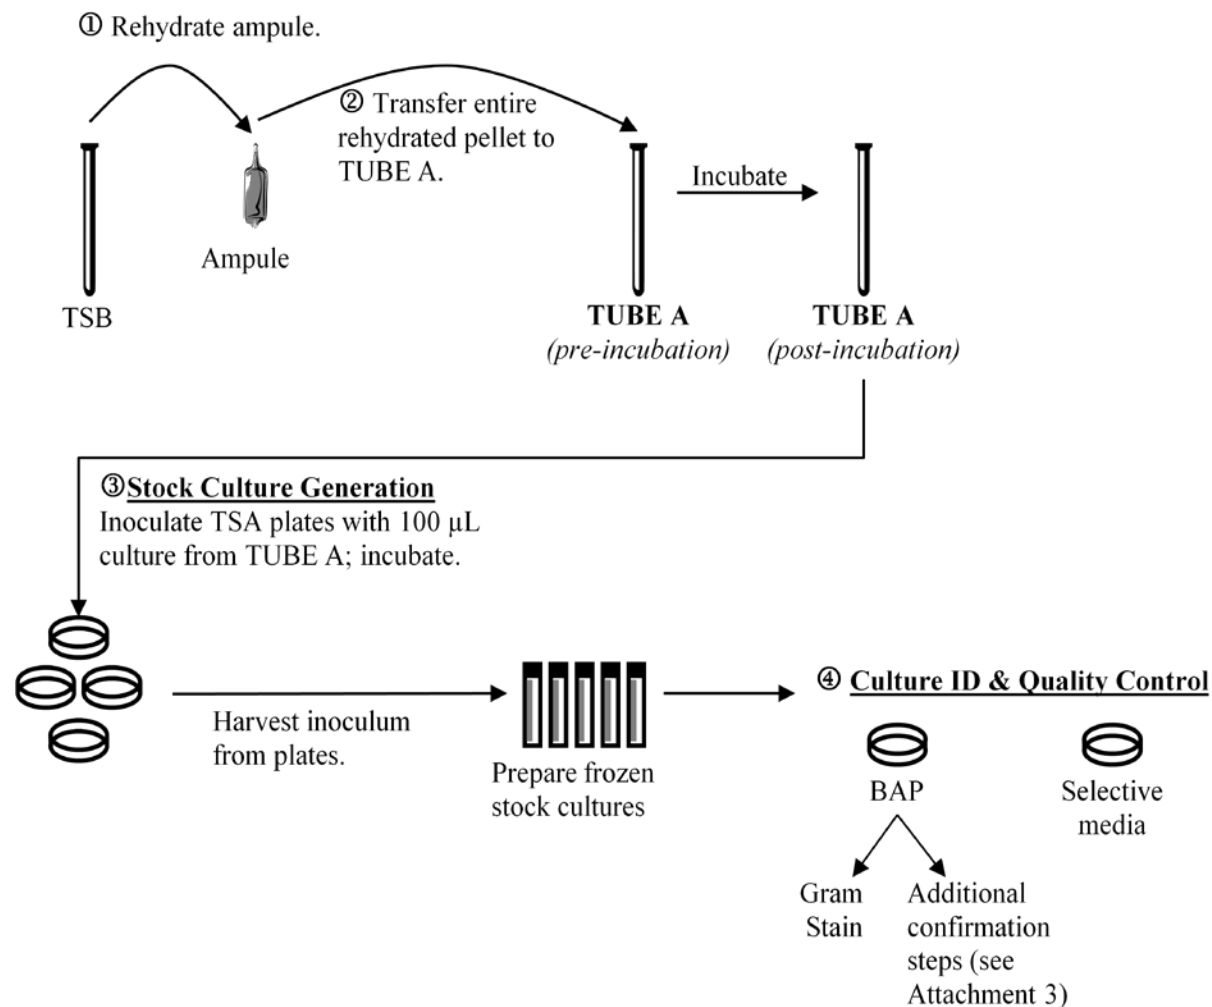 ① Rehydrate ampule.
② Transfer entire
rehydrated pellet to
TUBE A.
Incubate
Ampule
TSB
TUBE A
(pre-incubation)
TUBE A
(post-incubation)
③Stock Culture Generation
Inoculate TSA plates with 100 µL
culture from TUBE A; incubate.
Harvest inoculum
from plates.
Prepare frozen
stock cultures
④ Culture ID & Quality Control
BAP
Selective
media
Gram
Stain
Additional
confirmation
steps (see
Attachment 3)